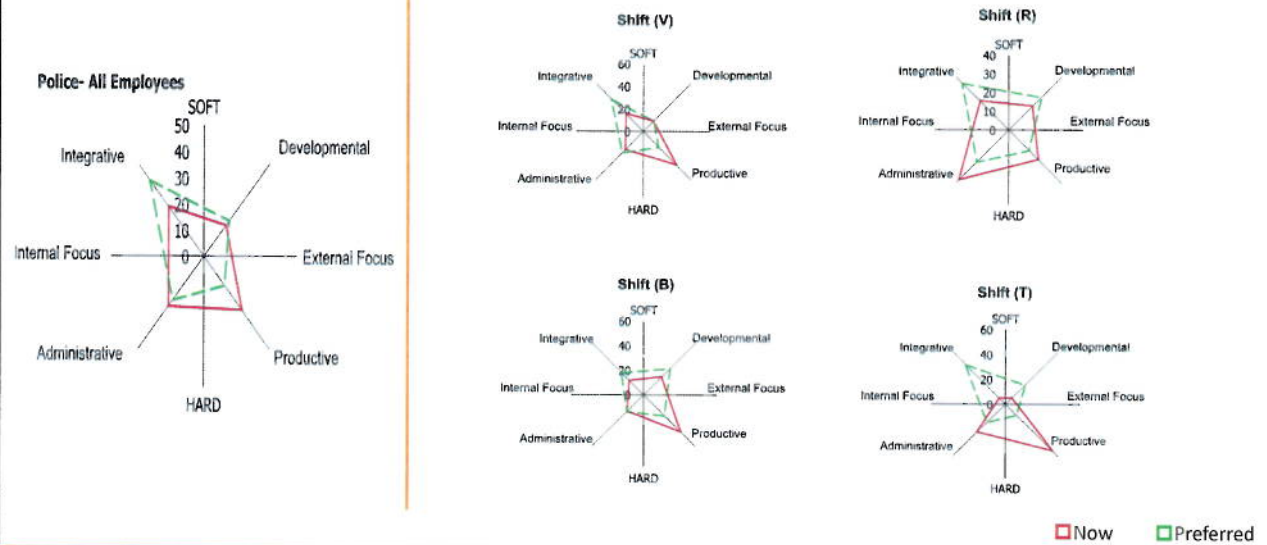 Police- All Employees
SOFT
50
40
30
20
10
0
Integrative
Developmental
Internal Focus
External Focus
Administrative
Productive
HARD
Shift (V)
SOFT
60
40
20
0
Integrative
Developmental
Internal Focus
External Focus
Administrative
Productive
HARD
Shift (R)
SOFT
40
30
20
10
0
Integrative
Developmental
Internal Focus
External Focus
Administrative
Productive
HARD
Shift (B)
SOFT
60
40
20
0
Integrative
Developmental
Internal Focus
External Focus
Administrative
Productive
HARD
Shift (T)
SOFT
60
40
20
0
Integrative
Developmental
Internal Focus
External Focus
Administrative
Productive
HARD
Now
Preferred